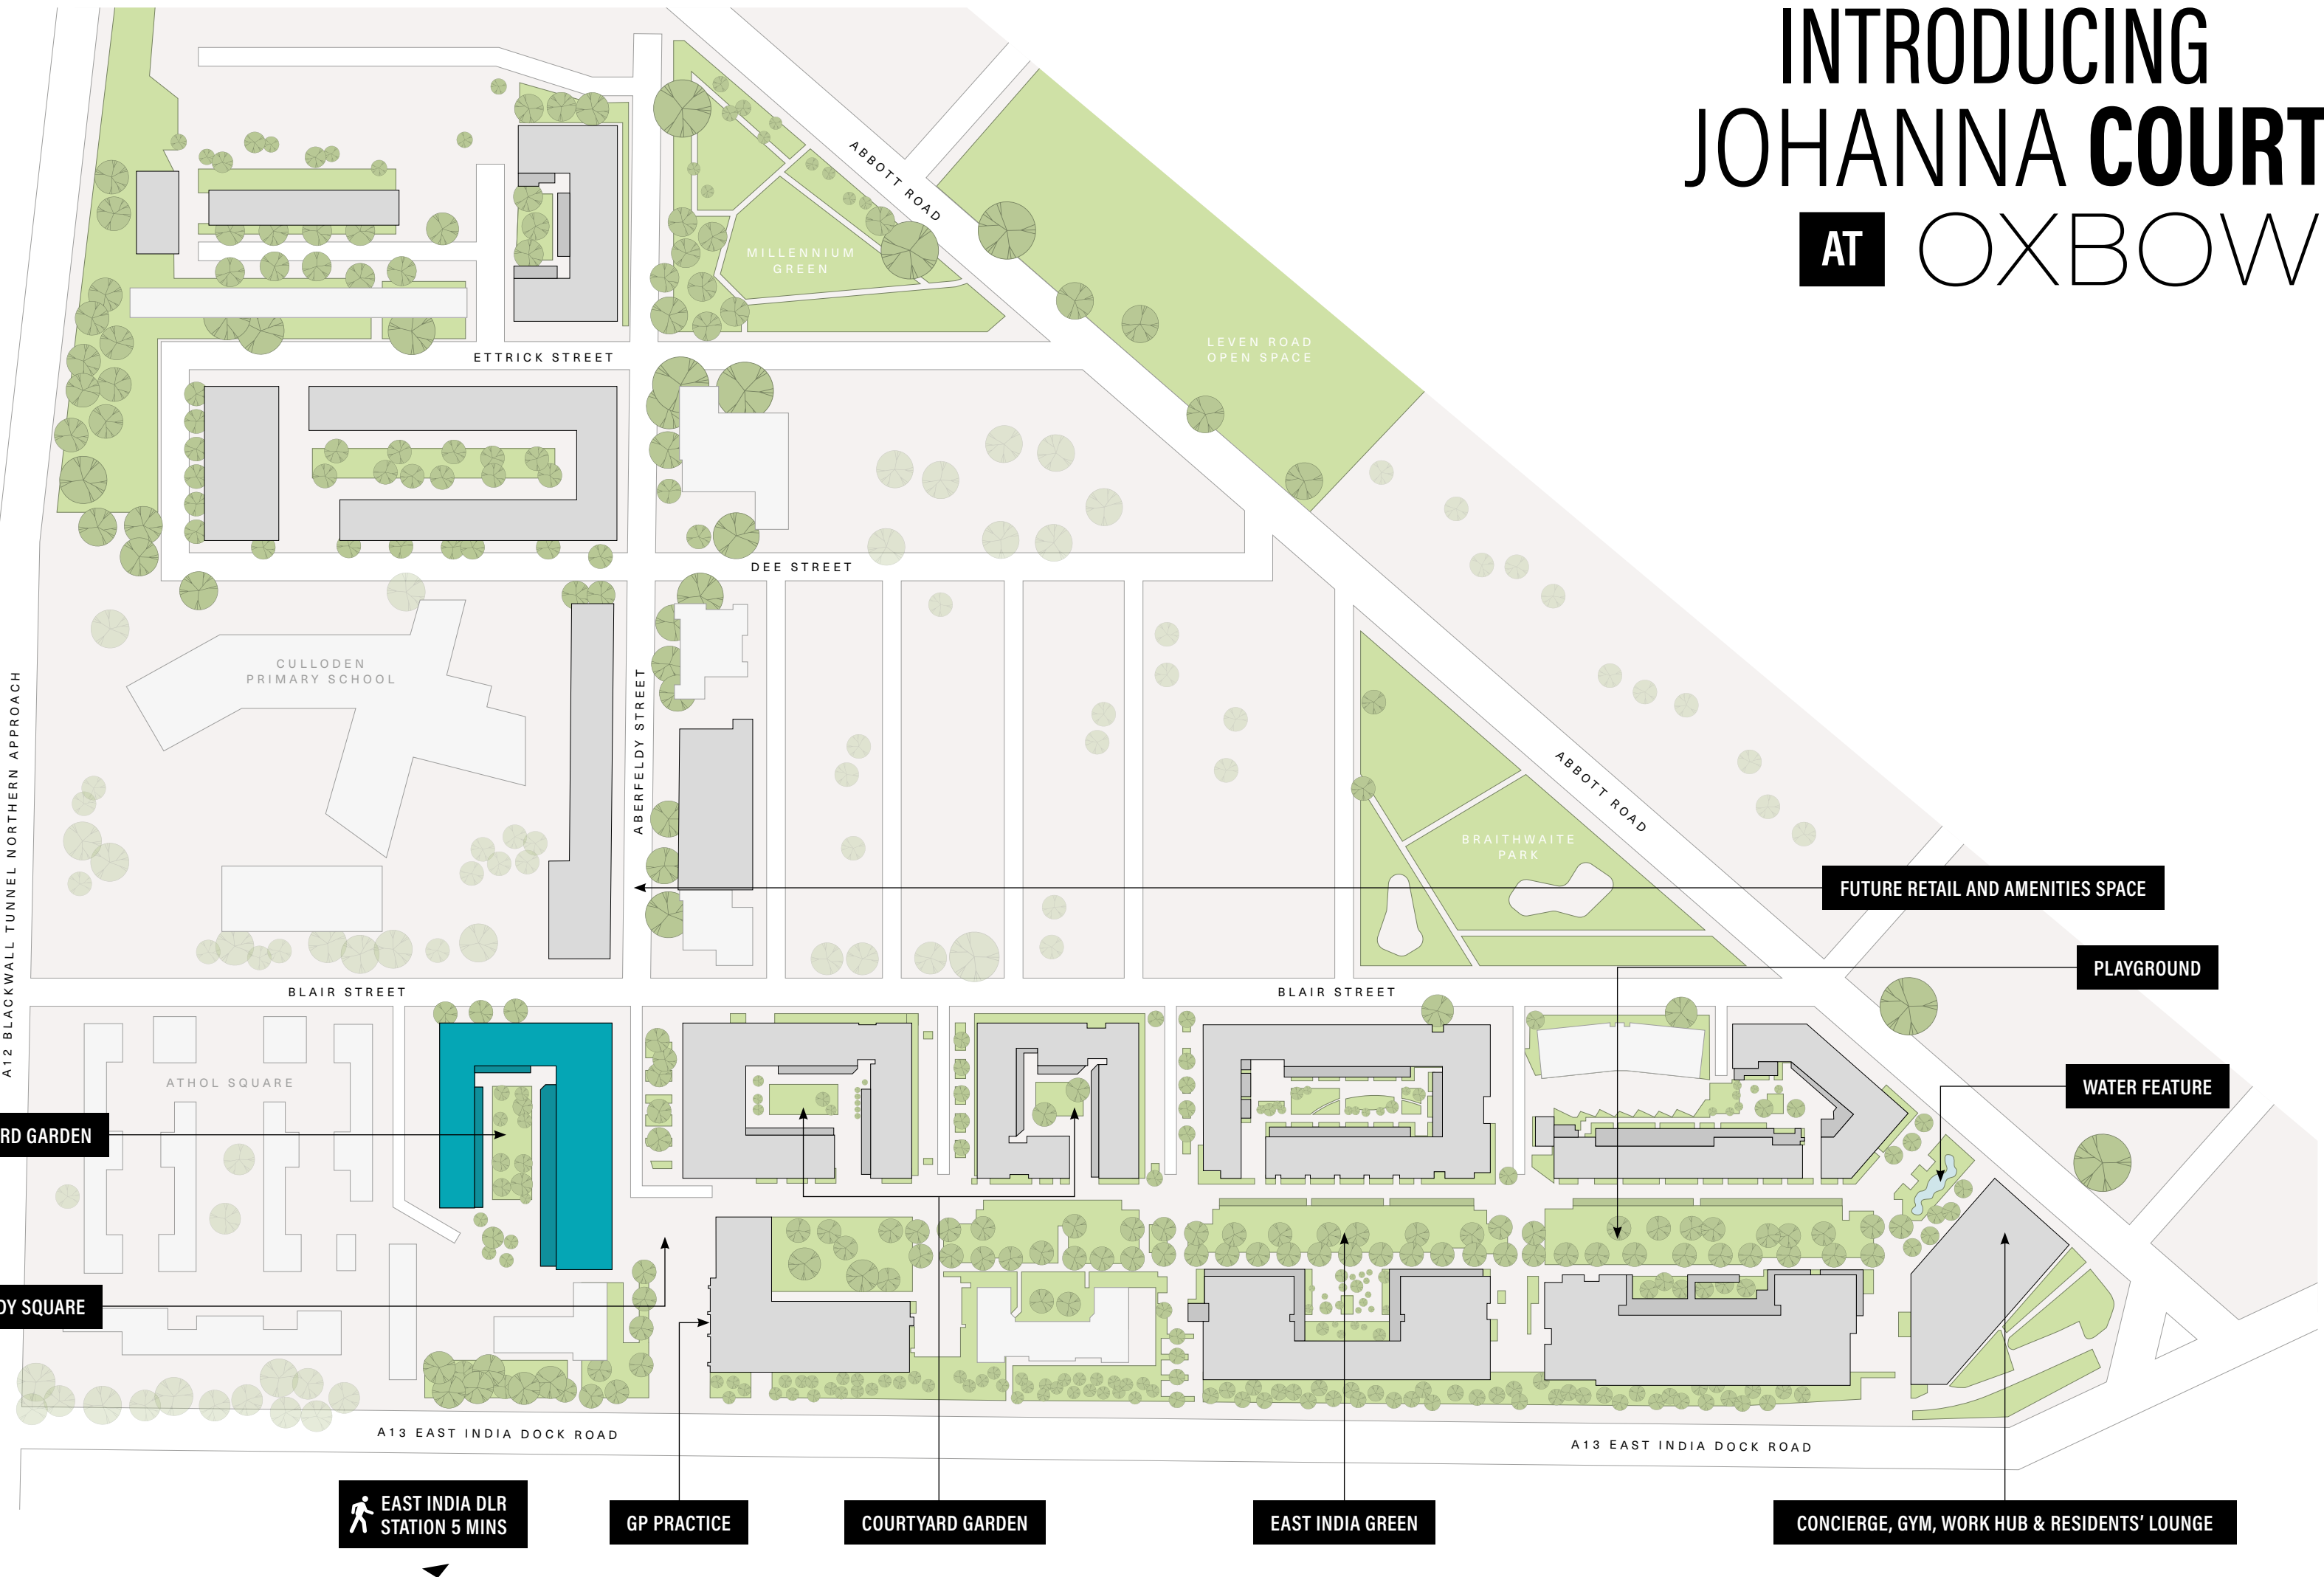 INTRODUCING
JOHANNA COURT
AT OXBOW
ABBOTT ROAD
MILLENNIUM
GREEN
LEVEN ROAD
OPEN SPACE
ETTRICK STREET
DEE STREET
CULLODEN
PRIMARY SCHOOL
ABERFELDY STREET
A12 BLACKWALL TUNNEL NORTHERN APPROACH
ABBOTT ROAD
BRAITHWAITE
PARK
FUTURE RETAIL AND AMENITIES SPACE
PLAYGROUND
BLAIR STREET
BLAIR STREET
ATHOL SQUARE
WATER FEATURE
RD GARDEN
DY SQUARE
A13 EAST INDIA DOCK ROAD
A13 EAST INDIA DOCK ROAD
EAST INDIA DLR
STATION 5 MINS
GP PRACTICE
COURTYARD GARDEN
EAST INDIA GREEN
CONCIERGE, GYM, WORK HUB & RESIDENTS’ LOUNGE